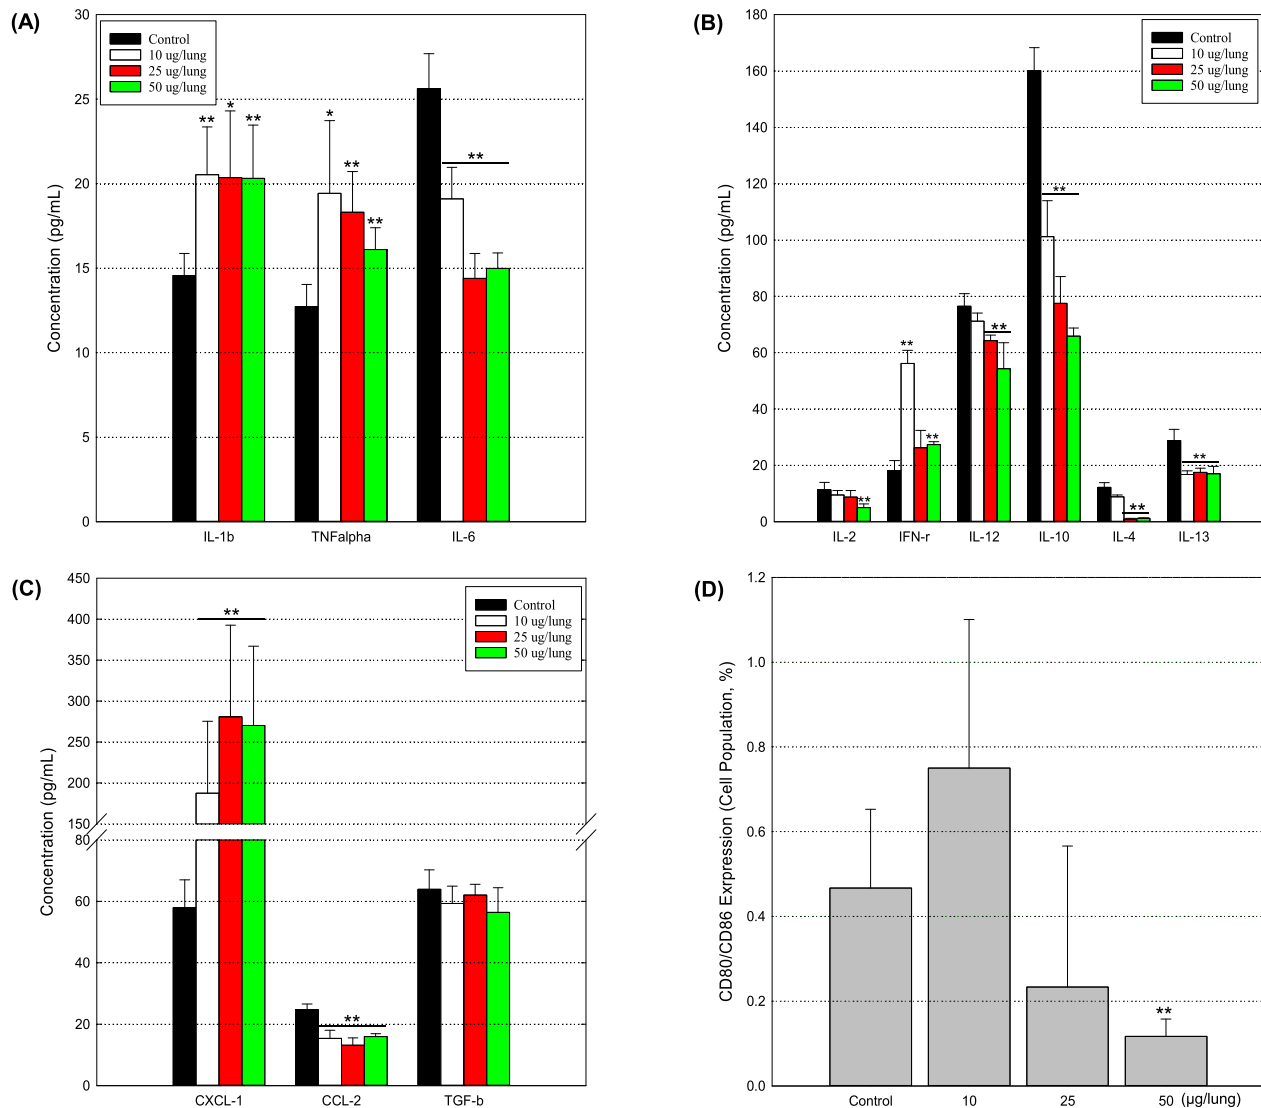 (A)
30
25
20
15
10
5
0
Concentration (pg/mL)
Control
10 ug/lung
25 ug/lung
50 ug/lung
** * **
* ** **
**
IL-1b TNFalpha IL-6
(B)
180
160
140
120
100
80
60
40
20
0
Concentration (pg/mL)
Control
10 ug/lung
25 ug/lung
50 ug/lung
**
** **
**
**
**
**
IL-2 IFN-r IL-12 IL-10 IL-4 IL-13
(C)
450
400
350
300
250
200
150
80
60
40
20
0
Concentration (pg/mL)
Control
10 ug/lung
25 ug/lung
50 ug/lung
**
**
CXCL-1 CCL-2 TGF-b
(D)
1.2
1.0
0.8
0.6
0.4
0.2
0.0
CD80/CD86 Exrpression (Cell Population, %)
**
Control 10 25 50 (µg/lung)